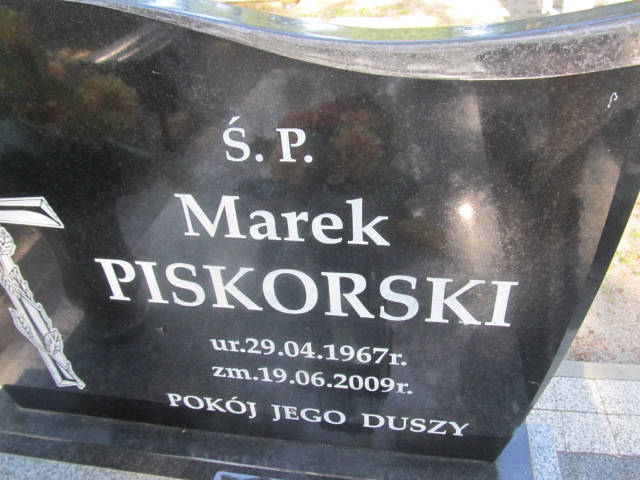 Ś. P.
Marek
PISKORSKI
ur.29.04.1967r.
zm.19.06.2009r.
POKÓJ JEGO DUSZY